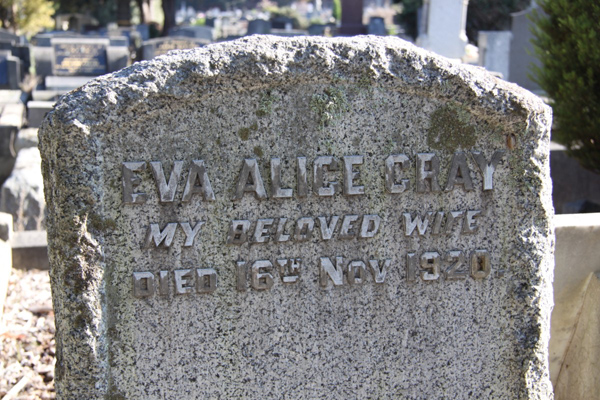 EVA ALICE GRAY
MY BELOVED WIFE
DIED 16TH NOV 1920